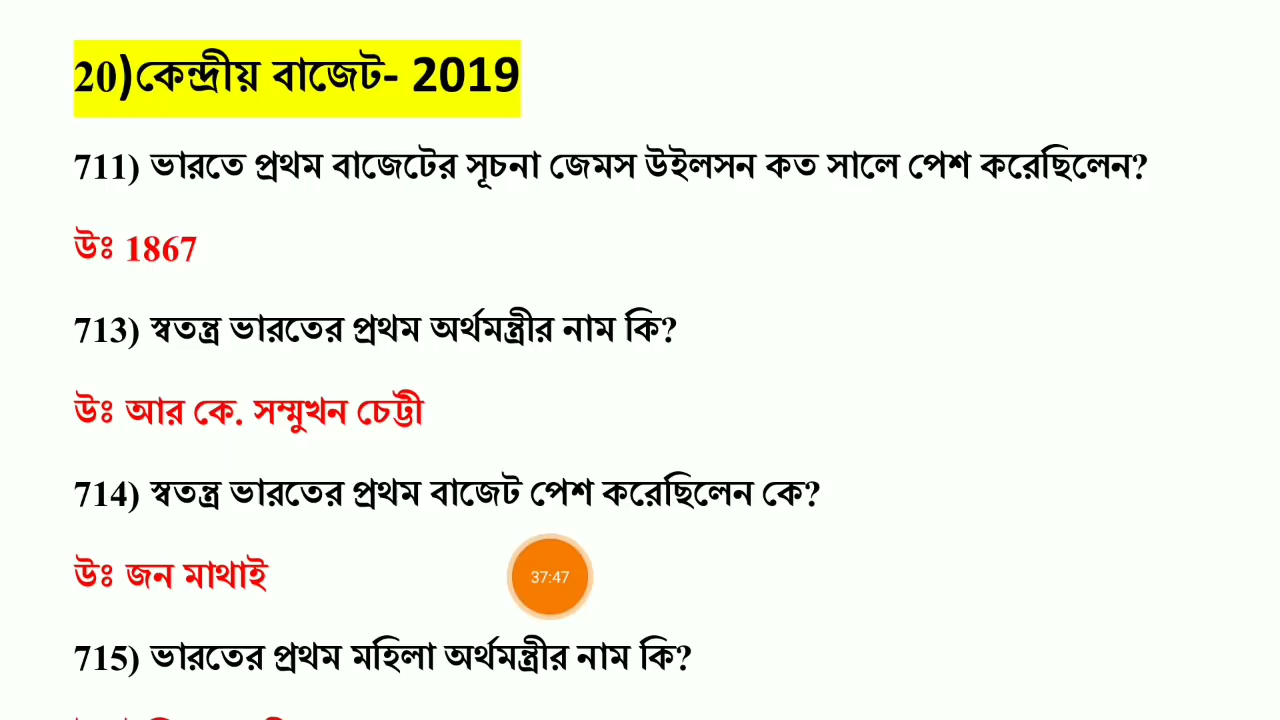 20)কেন্দ্রীয় বাজেট- 2019
711) ভারতে প্রথম বাজেটের সূচনা জেমস উইলসন কত সালে পেশ করেছিলেন?
উঃ 1867
713) স্বতন্ত্র ভারতের প্রথম অর্থমন্ত্রীর নাম কি?
উঃ আর কে. সম্মুখন চেট্টী
714) স্বতন্ত্র ভারতের প্রথম বাজেট পেশ করেছিলেন কে?
উঃ জন মাথাই
37:47
715) ভারতের প্রথম মহিলা অর্থমন্ত্রীর নাম কি?